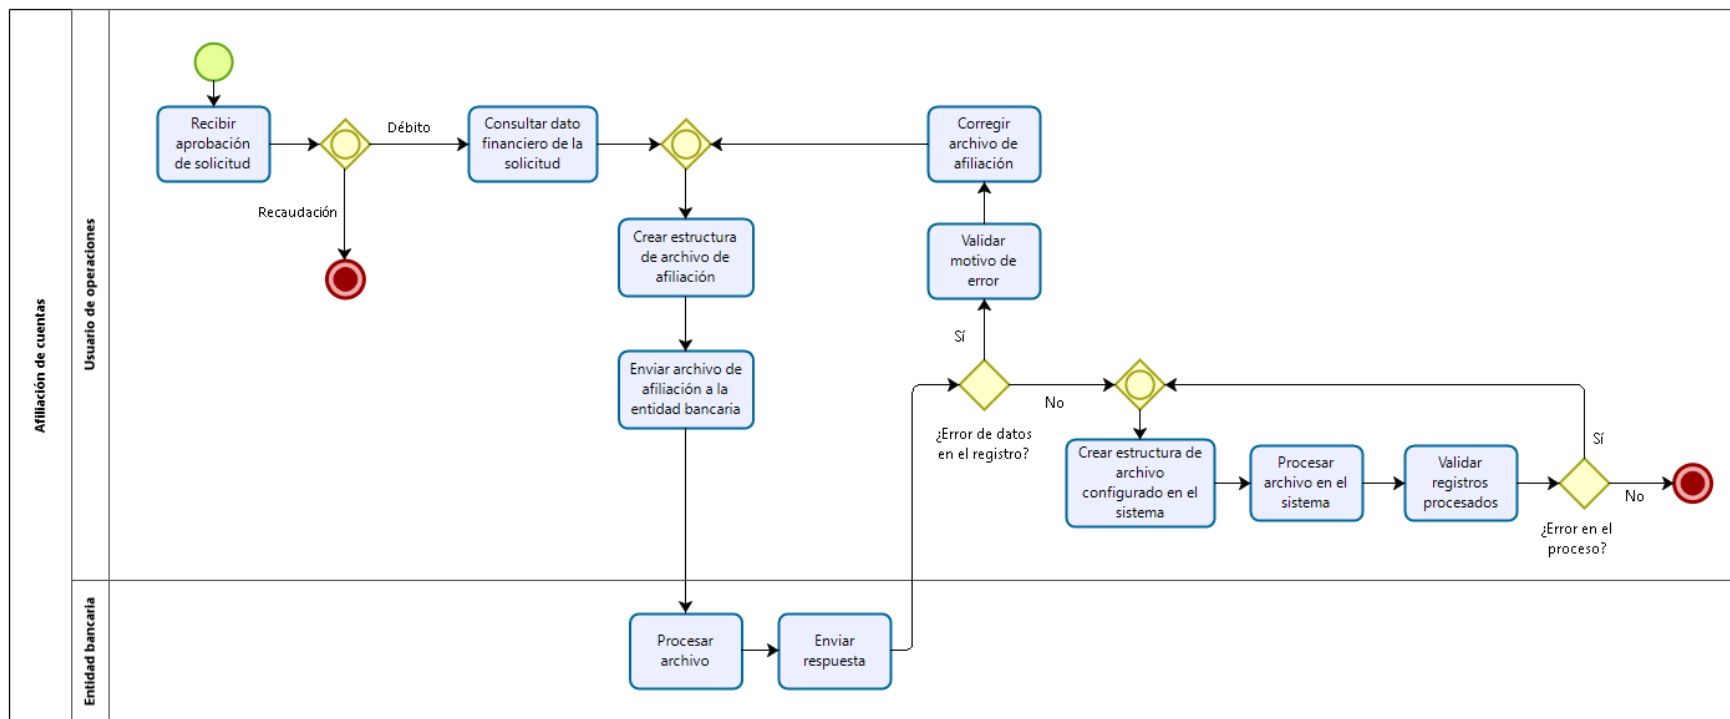 Afiliación de cuentas
Usuario de operaciones
Recibir
aprobación
de solicitud
Débito
Recaudación
Consultar dato
financiero de la
solicitud
Crear estructura
de archivo de
afiliación
Enviar archivo de
afiliación a la
entidad bancaria
Corregir
archivo de
afiliación
Validar
motivo de
error
Sí
No
¿Error de datos
en el registro?
Crear estructura de
archivo
configurado en el
sistema
Procesar
archivo en el
sistema
Validar
registros
procesados
Sí
No
¿Error en el
proceso?
Entidad bancaria
Procesar
archivo
Enviar
respuesta